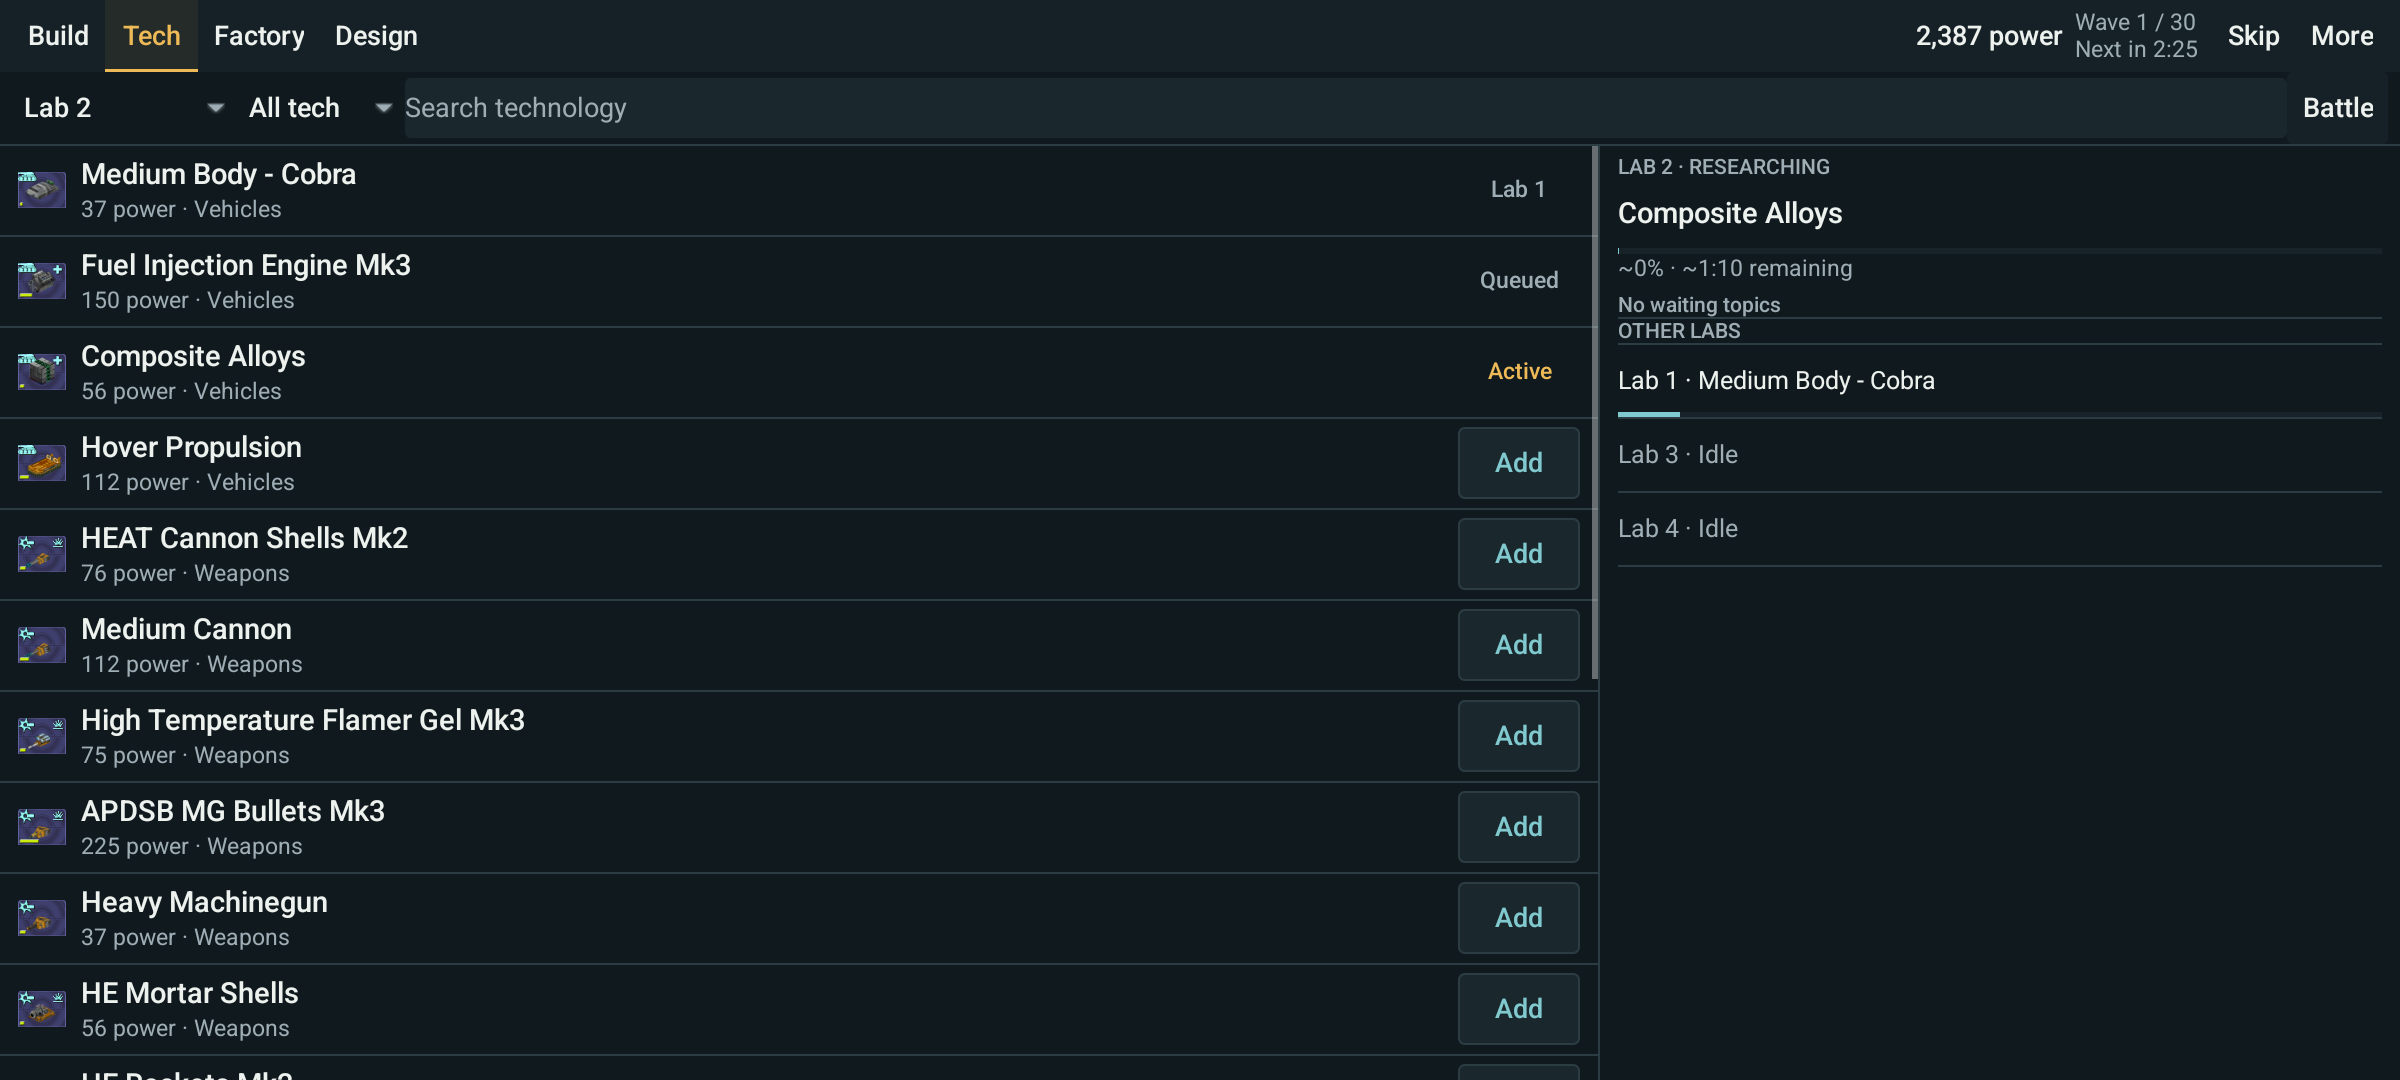 Build
Tech
Factory
Design
2,387 power
Wave 1 / 30
Next in 2:25
Skip
More
Lab 2
All tech
Search technology
Battle
Medium Body - Cobra
37 power · Vehicles
Lab 1
Fuel Injection Engine Mk3
150 power · Vehicles
Queued
Composite Alloys
56 power · Vehicles
Active
Hover Propulsion
112 power · Vehicles
Add
HEAT Cannon Shells Mk2
76 power · Weapons
Add
Medium Cannon
112 power · Weapons
Add
High Temperature Flamer Gel Mk3
75 power · Weapons
Add
APDSB MG Bullets Mk3
225 power · Weapons
Add
Heavy Machinegun
37 power · Weapons
Add
HE Mortar Shells
56 power · Weapons
Add
LAB 2 · RESEARCHING
Composite Alloys
~0% · ~1:10 remaining
No waiting topics
OTHER LABS
Lab 1 · Medium Body - Cobra
Lab 3 · Idle
Lab 4 · Idle